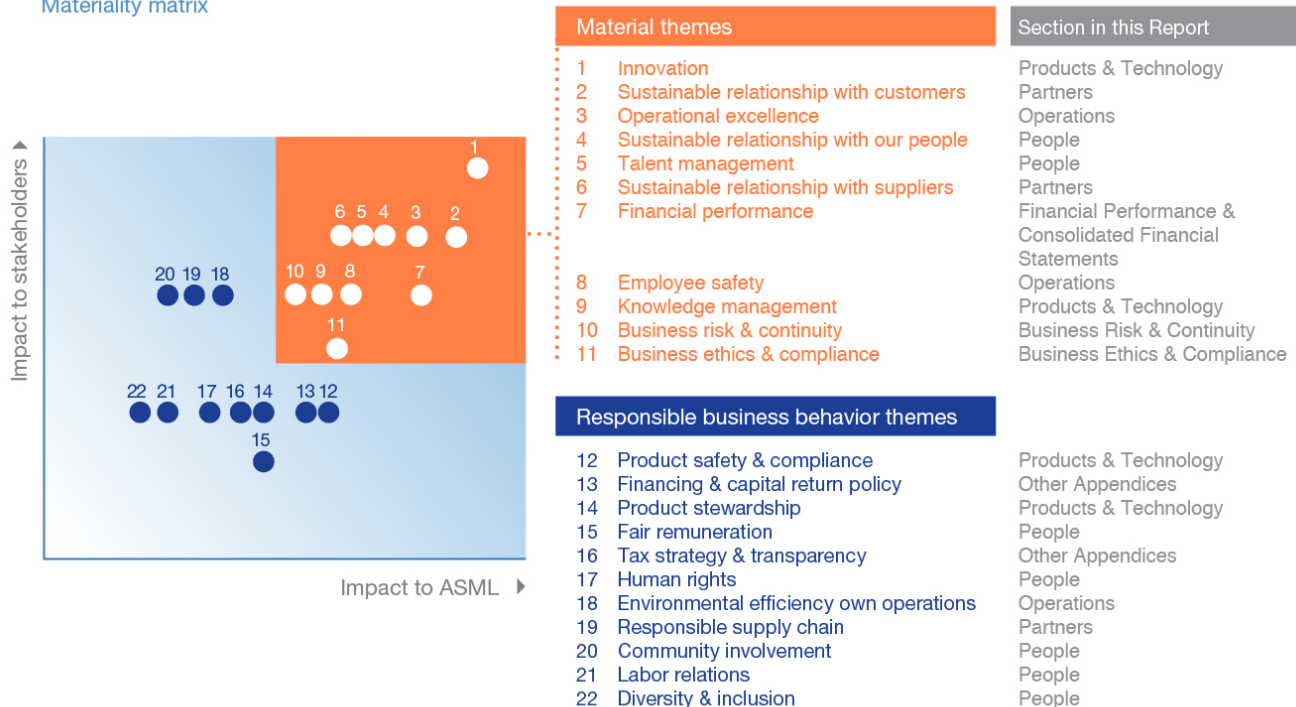 Materiality matrix
Impact to stakeholders
1
6 5 4 3 2
20 19 18
10 9 8 7
11
22 21 17 16 14 13 12
15
Impact to ASML
Material themes
Section in this Report
1 Innovation Products & Technology
2 Sustainable relationship with customers Partners
3 Operational excellence Operations
4 Sustainable relationship with our people People
5 Talent management People
6 Sustainable relationship with suppliers Partners
7 Financial performance Financial Performance &
Consolidated Financial
Statements
8 Employee safety Operations
9 Knowledge management Products & Technology
10 Business risk & continuity Business Risk & Continuity
11 Business ethics & compliance Business Ethics & Compliance
Responsible business behavior themes
12 Product safety & compliance Products & Technology
13 Financing & capital return policy Other Appendices
14 Product stewardship Products & Technology
15 Fair remuneration People
16 Tax strategy & transparency Other Appendices
17 Human rights People
18 Environmental efficiency own operations Operations
19 Responsible supply chain Partners
20 Community involvement People
21 Labor relations People
22 Diversity & inclusion People